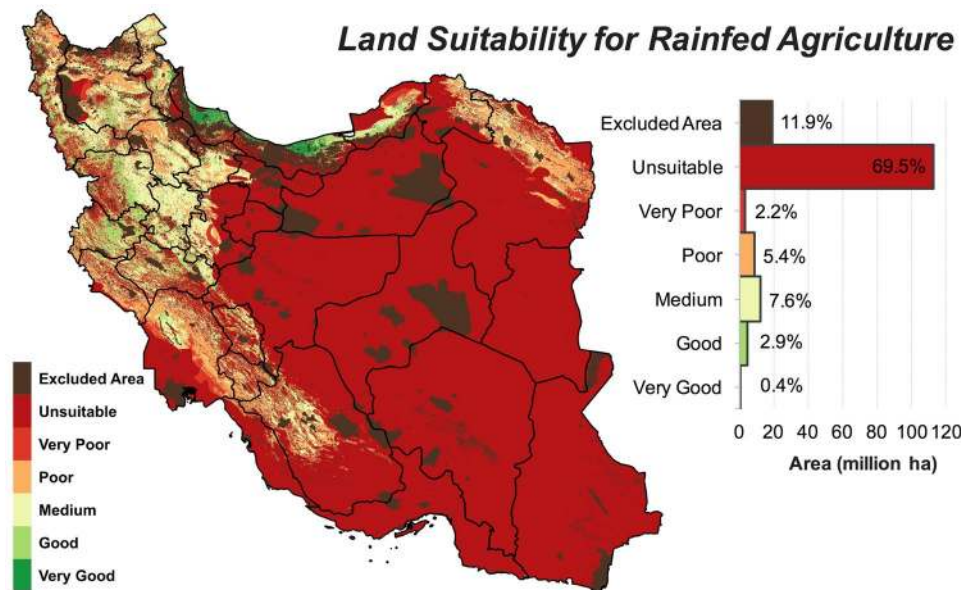 Land Suitability for Rainfed Agriculture
Excluded Area 11.9%
Unsuitable 69.5%
Very Poor 2.2%
Poor 5.4%
Medium 7.6%
Good 2.9%
Very Good 0.4%
0 20 40 60 80 100 120
Area (million ha)
Excluded Area
Unsuitable
Very Poor
Poor
Medium
Good
Very Good